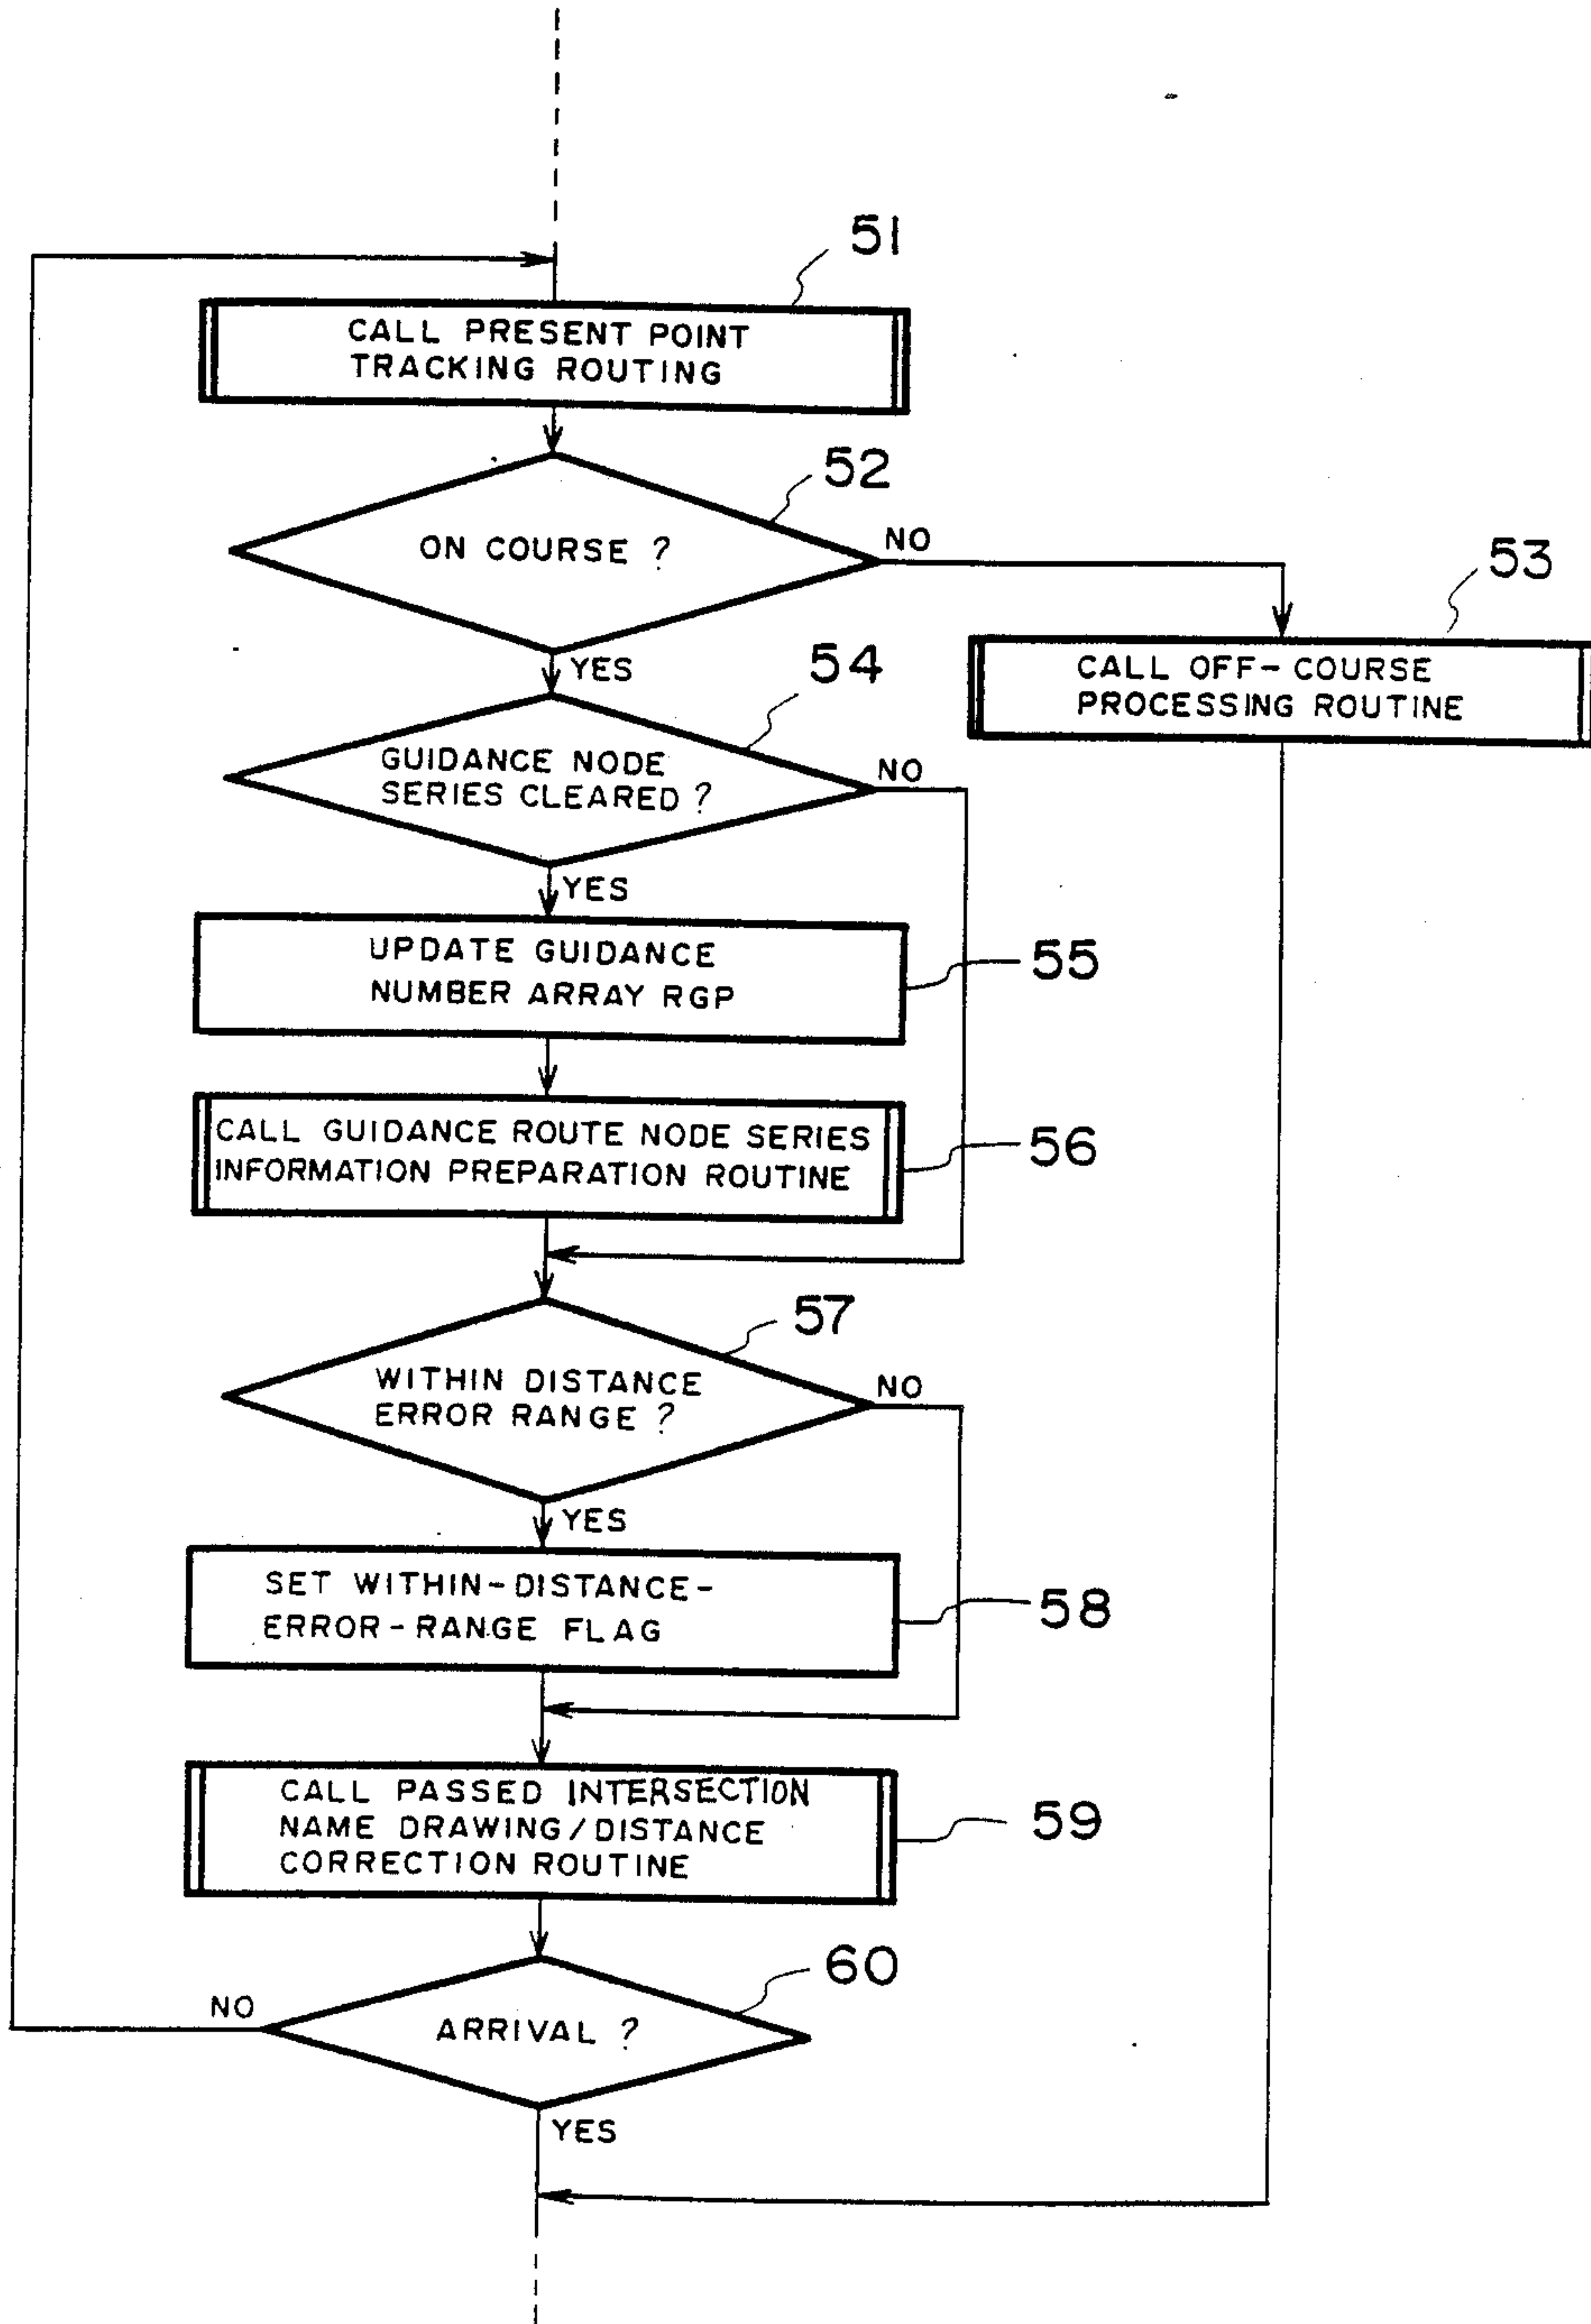 51
CALL PRESENT POINT
TRACKING ROUTING
52
ON COURSE ?
NO
53
CALL OFF-COURSE
PROCESSING ROUTINE
YES
54
GUIDANCE NODE
SERIES CLEARED ?
NO
YES
UPDATE GUIDANCE
NUMBER ARRAY RGP
55
CALL GUIDANCE ROUTE NODE SERIES
INFORMATION PREPARATION ROUTINE
56
57
WITHIN DISTANCE
ERROR RANGE ?
NO
YES
SET WITHIN-DISTANCE-
ERROR-RANGE FLAG
58
CALL PASSED INTERSECTION
NAME DRAWING/DISTANCE
CORRECTION ROUTINE
59
60
NO
ARRIVAL ?
YES